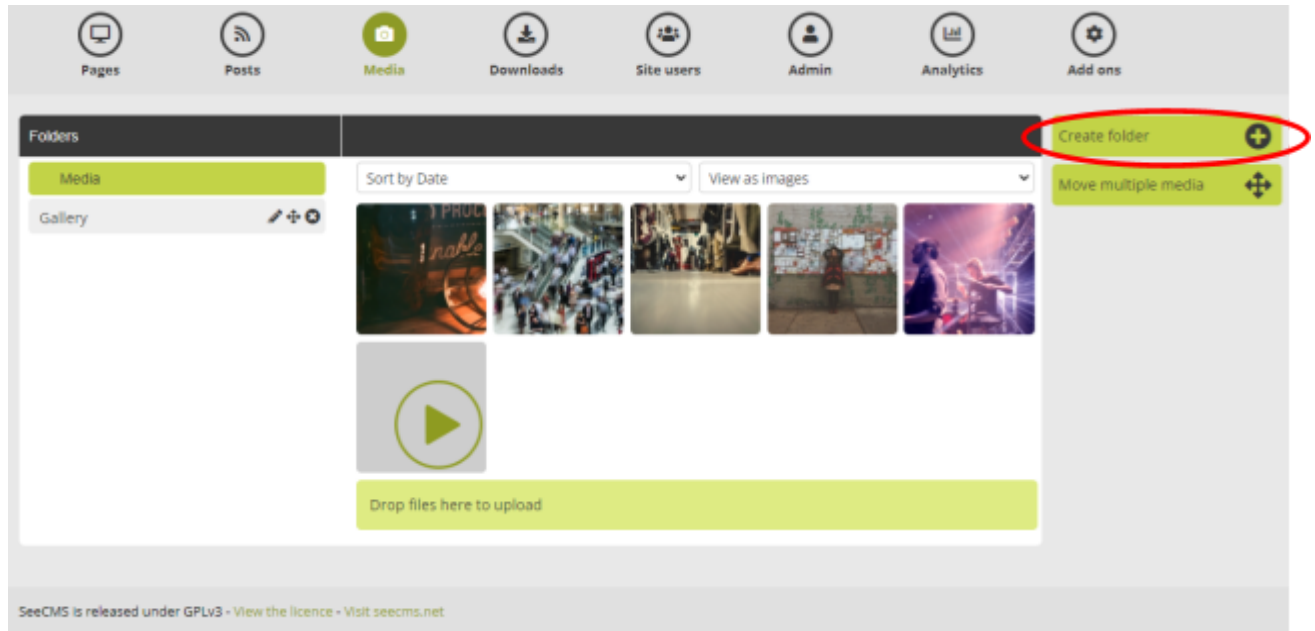 Pages Posts Media Downloads Site users Admin Analytics Add ons
Folders
Create folder
Media
Sort by Date
View as images
Move multiple media
Gallery
PROC
Enable
Drop files here to upload
SeeCMS is released under GPLv3 - View the licence - Visit seecms.net